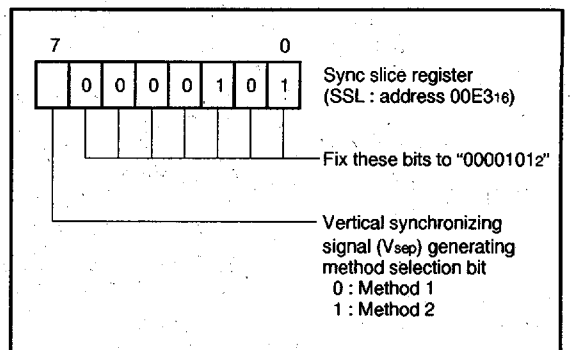 7 0
0 0 0 0 1 0 1
Sync slice register
(SSL : address 00E3₁₆)
Fix these bits to “0000101₂”
Vertical synchronizing
signal (Vsep) generating
method selection bit
0 : Method 1
1 : Method 2